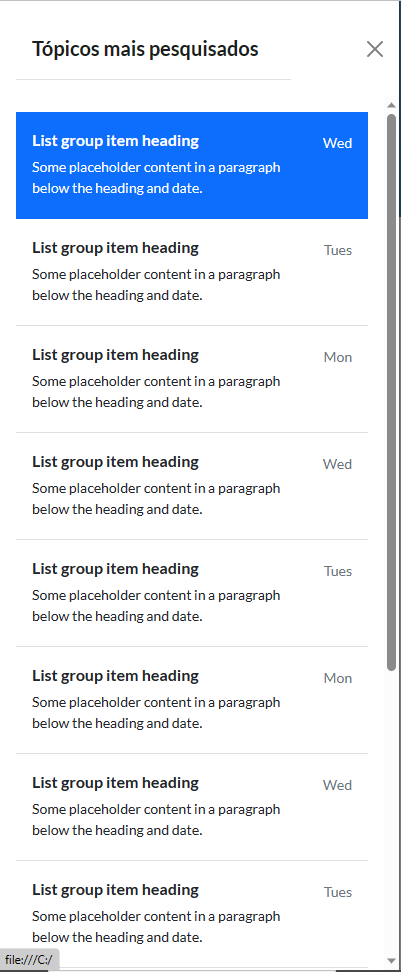 Tópicos mais pesquisados
List group item heading
Wed
Some placeholder content in a paragraph
below the heading and date.
List group item heading
Tues
Some placeholder content in a paragraph
below the heading and date.
List group item heading
Mon
Some placeholder content in a paragraph
below the heading and date.
List group item heading
Wed
Some placeholder content in a paragraph
below the heading and date.
List group item heading
Tues
Some placeholder content in a paragraph
below the heading and date.
List group item heading
Mon
Some placeholder content in a paragraph
below the heading and date.
List group item heading
Wed
Some placeholder content in a paragraph
below the heading and date.
List group item heading
Tues
Some placeholder content in a paragraph
below the heading and date.
file:///C:/